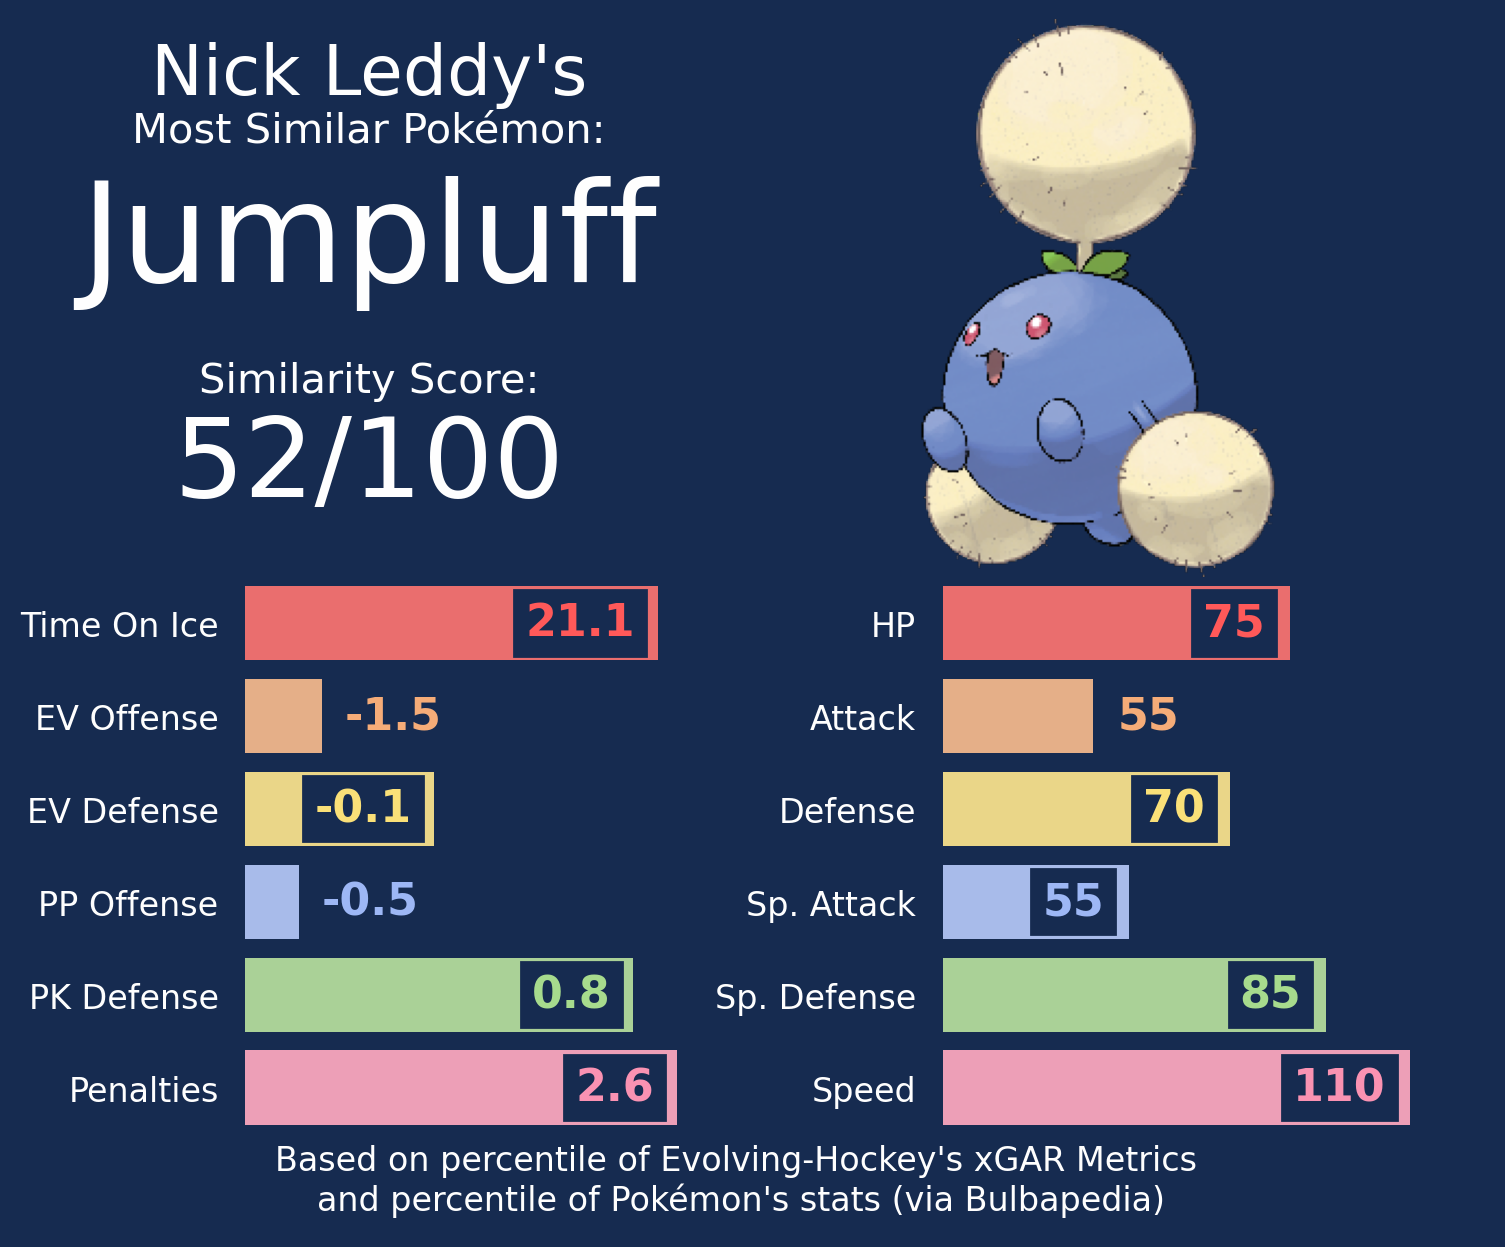 Nick Leddy's
Most Similar Pokémon:
Jumpluff
Similarity Score:
52/100
Time On Ice 21.1
EV Offense -1.5
EV Defense -0.1
PP Offense -0.5
PK Defense 0.8
Penalties 2.6
HP 75
Attack 55
Defense 70
Sp. Attack 55
Sp. Defense 85
Speed 110
Based on percentile of Evolving-Hockey's xGAR Metrics
and percentile of Pokémon's stats (via Bulbapedia)